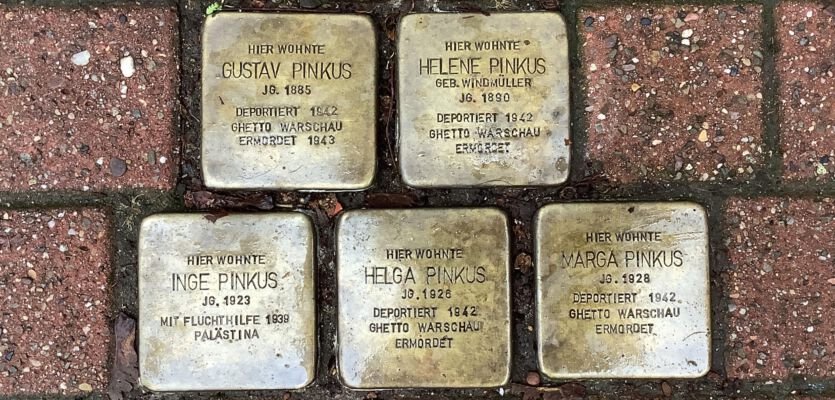 HIER WOHNTE
GUSTAV PINKUS
JG. 1885
DEPORTIERT 1942
GHETTO WARSCHAU
ERMORDET 1943
HIER WOHNTE
HELENE PINKUS
GEB. WINDMÜLLER
JG. 1890
DEPORTIERT 1942
GHETTO WARSCHAU
ERMORDET
HIER WOHNTE
INGE PINKUS
JG. 1923
MIT FLUCHTHILFE 1939
PALÄSTINA
HIER WOHNTE
HELGA PINKUS
JG. 1926
DEPORTIERT 1942
GHETTO WARSCHAU
ERMORDET
HIER WOHNTE
MARGA PINKUS
JG. 1928
DEPORTIERT 1942
GHETTO WARSCHAU
ERMORDET